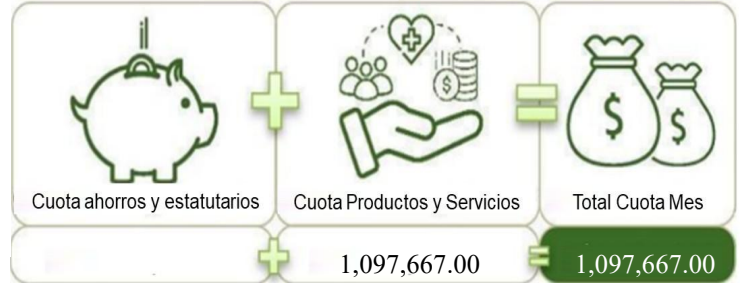 Cuota ahorros y estatutarios
Cuota Productos y Servicios
Total Cuota Mes
1,097,667.00
1,097,667.00